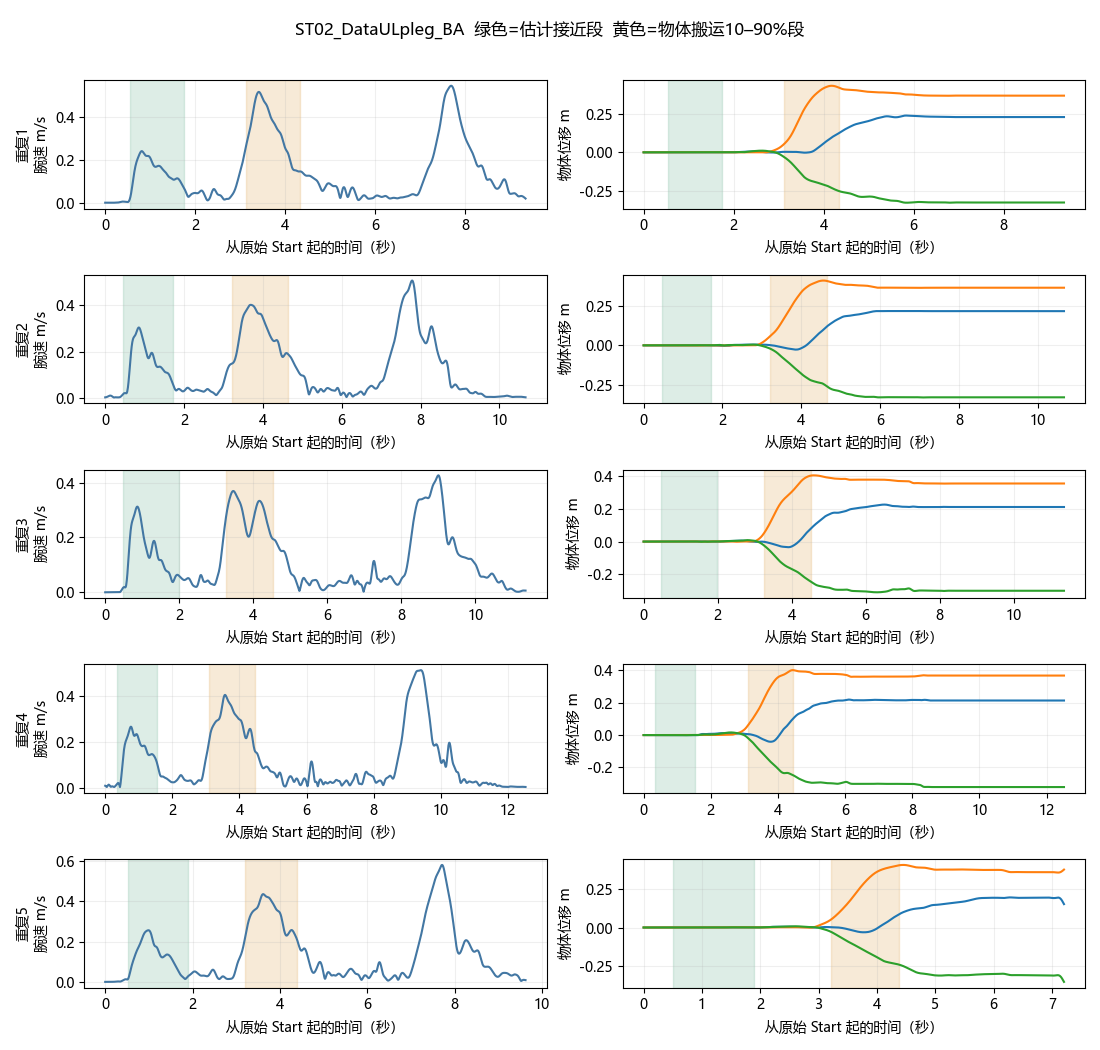 ST02_DataULpleg_BA  绿色=估计接近段  黄色=物体搬运10–90%段
重复1
腕速 m/s
0.4
0.2
0.0
0 2 4 6 8
从原始 Start 起的时间（秒）
物体位移 m
0.25
0.00
-0.25
0 2 4 6 8
从原始 Start 起的时间（秒）
重复2
腕速 m/s
0.4
0.2
0.0
0 2 4 6 8 10
从原始 Start 起的时间（秒）
物体位移 m
0.25
0.00
-0.25
0 2 4 6 8 10
从原始 Start 起的时间（秒）
重复3
腕速 m/s
0.4
0.2
0.0
0 2 4 6 8 10
从原始 Start 起的时间（秒）
物体位移 m
0.4
0.2
0.0
-0.2
0 2 4 6 8 10
从原始 Start 起的时间（秒）
重复4
腕速 m/s
0.4
0.2
0.0
0 2 4 6 8 10 12
从原始 Start 起的时间（秒）
物体位移 m
0.4
0.2
0.0
-0.2
0 2 4 6 8 10 12
从原始 Start 起的时间（秒）
重复5
腕速 m/s
0.6
0.4
0.2
0.0
0 2 4 6 8 10
从原始 Start 起的时间（秒）
物体位移 m
0.25
0.00
-0.25
0 1 2 3 4 5 6 7
从原始 Start 起的时间（秒）